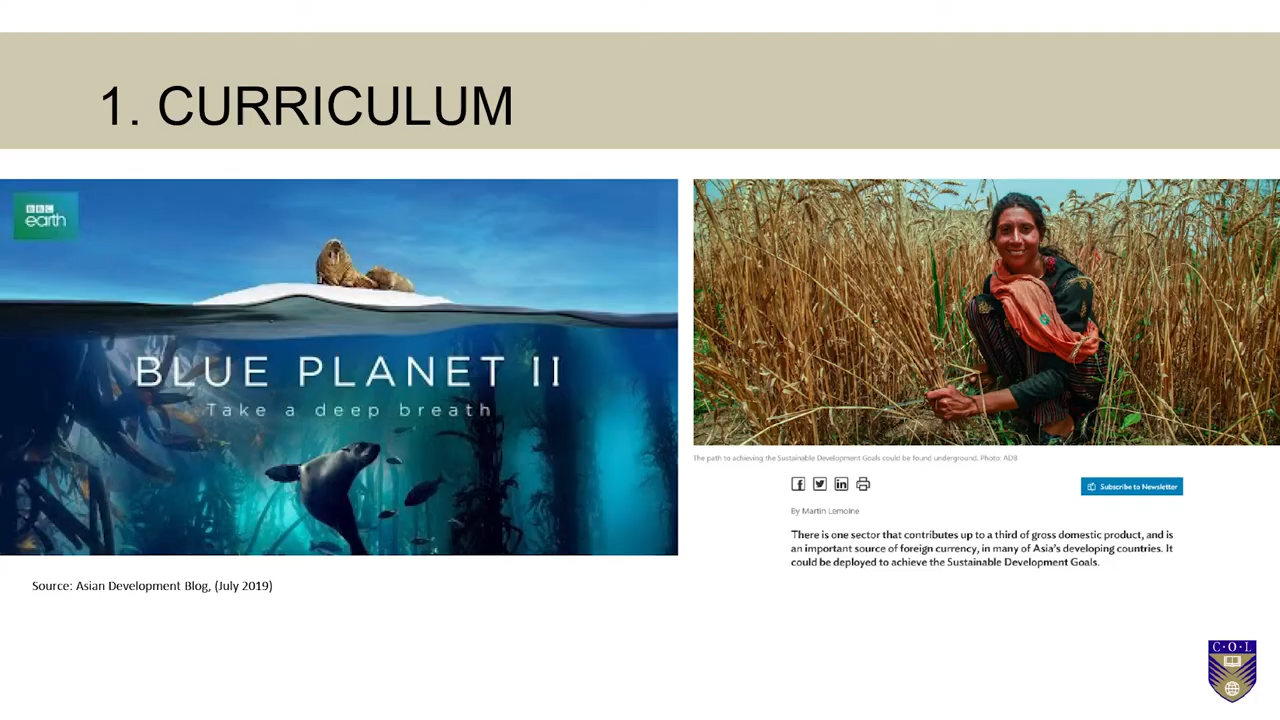 1. CURRICULUM
BBC
earth
BLUE PLANET II
Take a deep breath
Source: Asian Development Blog, (July 2019)
The path to achieving the Sustainable Development Goals could be found underground. Photo: ADB
Subscribe to Newsletter
By Martin Lemoine
There is one sector that contributes up to a third of gross domestic product, and is
an important source of foreign currency, in many of Asia's developing countries. It
could be deployed to achieve the Sustainable Development Goals.
C·O·L